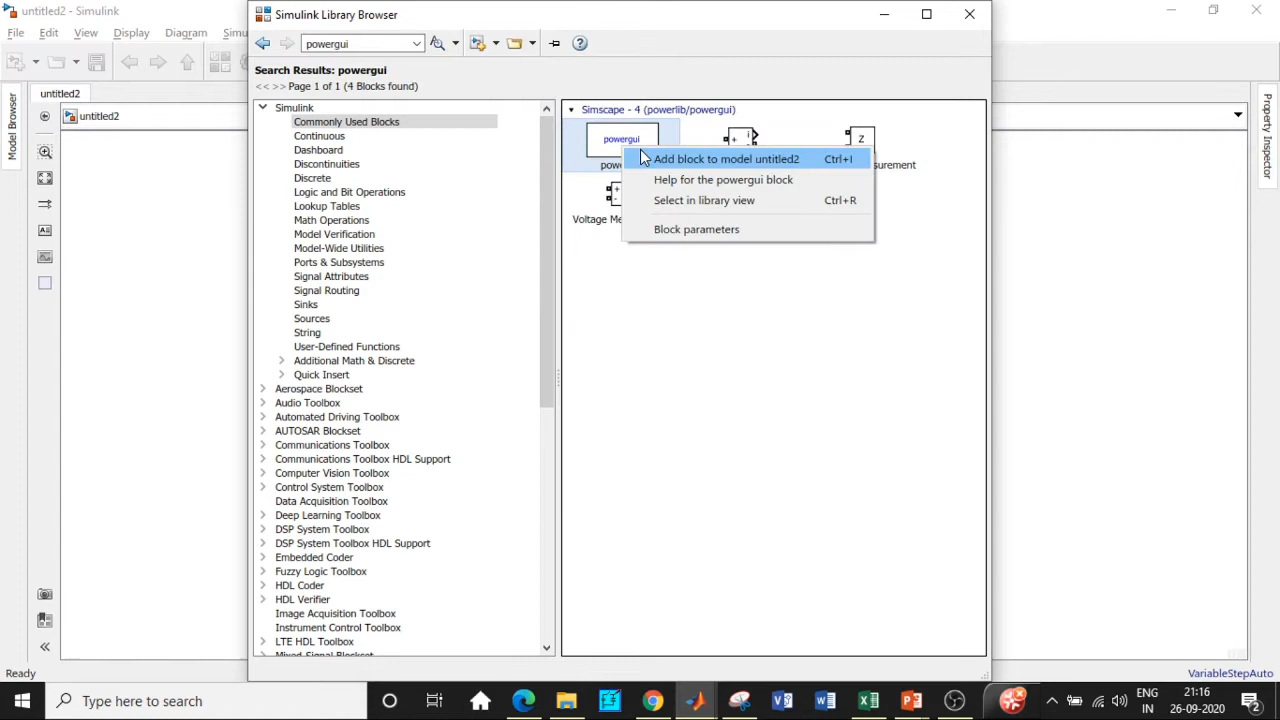 untitled2 - Simulink
File Edit View Display Diagram Simu
untitled2
untitled2
Model Browser
Simulink Library Browser
powergui
Search Results: powergui
<< >> Page 1 of 1 (4 Blocks found)
Simulink
Commonly Used Blocks
Continuous
Dashboard
Discontinuities
Discrete
Logic and Bit Operations
Lookup Tables
Math Operations
Model Verification
Model-Wide Utilities
Ports & Subsystems
Signal Attributes
Signal Routing
Sinks
Sources
String
User-Defined Functions
Additional Math & Discrete
Quick Insert
Aerospace Blockset
Audio Toolbox
Automated Driving Toolbox
AUTOSAR Blockset
Communications Toolbox
Communications Toolbox HDL Support
Computer Vision Toolbox
Control System Toolbox
Data Acquisition Toolbox
Deep Learning Toolbox
DSP System Toolbox
DSP System Toolbox HDL Support
Embedded Coder
Fuzzy Logic Toolbox
HDL Coder
HDL Verifier
Image Acquisition Toolbox
Instrument Control Toolbox
LTE HDL Toolbox
Mixed-Signal Blockset
Simscape - 4 (powerlib/powergui)
powergui
+ i
Z
pow
surement
+
-
Voltage Me
Add block to model untitled2 Ctrl+I
Help for the powergui block
Select in library view Ctrl+R
Block parameters
Property Inspector
Ready
VariableStepAuto
Type here to search
ENG
IN
21:16
26-09-2020
2